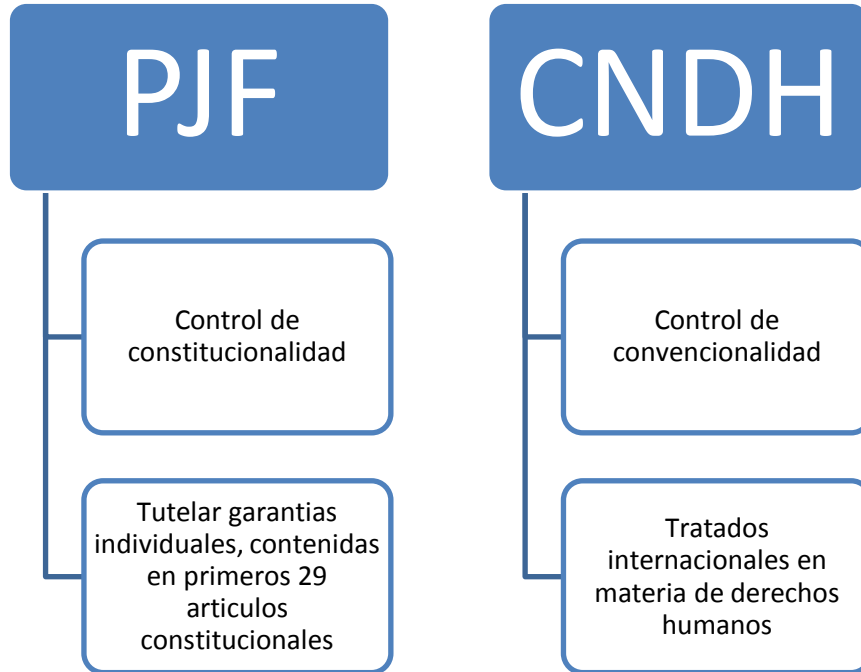 PJF
Control de
constitucionalidad
Tutelar garantias
individuales, contenidas
en primeros 29
articulos
constitucionales
CNDH
Control de
convencionalidad
Tratados
internacionales en
materia de derechos
humanos